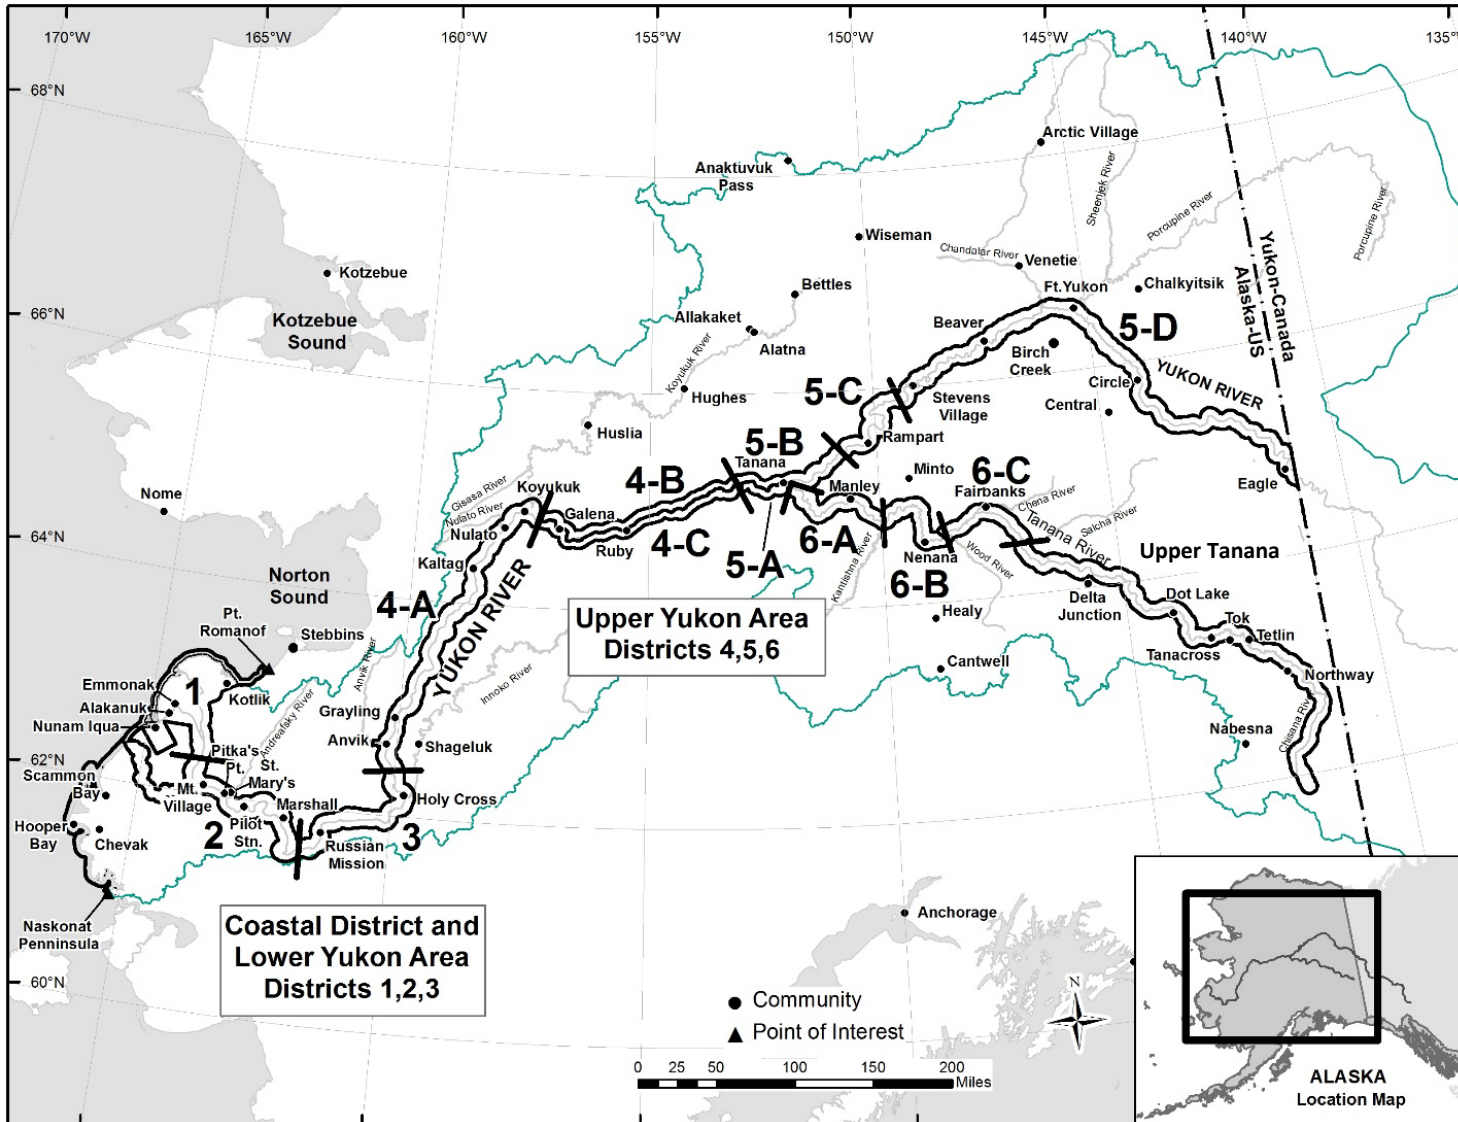 170°W
165°W
160°W
155°W
150°W
145°W
140°W
135°W
68°N
66°N
64°N
62°N
60°N
Arctic Village
Anaktuvuk
Pass
Sheenjek River
Porcupine River
Porcupine River
Wiseman
Chandalar River
Venetie
Yukon-Canada
Alaska-US
Kotzebue
Kotzebue
Sound
Bettles
Ft.Yukon
Chalkyitsik
Allakaket
Alatna
Beaver
5-D
Birch
Creek
Koyukuk River
Hughes
5-C
Stevens
Village
Circle
Central
YUKON RIVER
Huslia
Rampart
5-B
Tanana
Minto
6-C
Eagle
Nome
Gisasa River
Koyukuk
4-B
Manley
Fairbanks
Chena River
Nulato River
Galena
Nulato
Ruby
4-C
6-A
Tanana River
Salcha River
Nenana
Wood River
Upper Tanana
Kaltag
5-A
Kantishna River
6-B
Norton
Sound
4-A
YUKON RIVER
Upper Yukon Area
Districts 4,5,6
Healy
Delta
Junction
Dot Lake
Tok
Tetlin
Tanacross
Pt.
Romanof
Stebbins
Cantwell
Northway
Anvik River
Innoko River
Emmonak
1
Kotlik
Alakanuk
Nunam Iqua
Andreafsky River
Grayling
Anvik
Shageluk
Nabesna
Chisana Riv
Pitka's
Pt.
St.
Mary's
Scammon
Bay
Mt.
Village
Marshall
Holy Cross
Hooper
Bay
Chevak
2
Pilot
Stn.
Russian
Mission
3
Naskonat
Penninsula
Coastal District and
Lower Yukon Area
Districts 1,2,3
Anchorage
Community
Point of Interest
N
0 25 50 100 150 200
Miles
ALASKA
Location Map